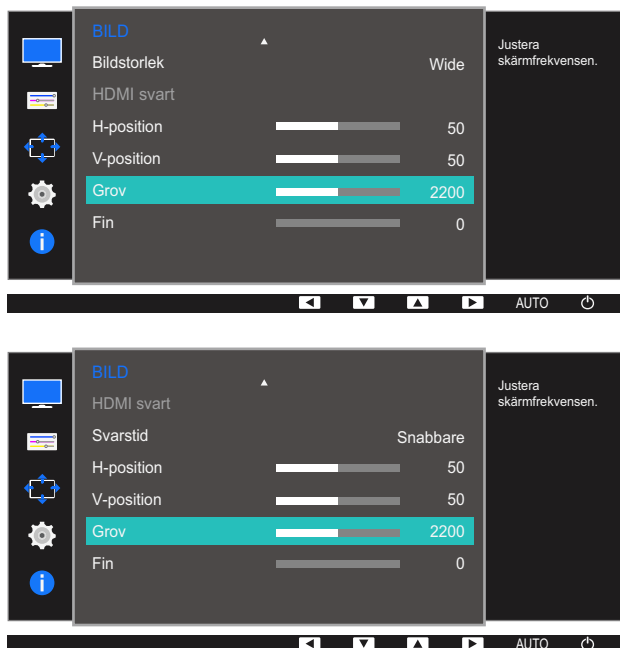 BILD
Bildstorlek Wide
HDMI svart
H-position 50
V-position 50
Grov 2200
Fin 0
Justera
skärmfrekvensen.
AUTO
BILD
HDMI svart
Svarstid Snabbare
H-position 50
V-position 50
Grov 2200
Fin 0
Justera
skärmfrekvensen.
AUTO